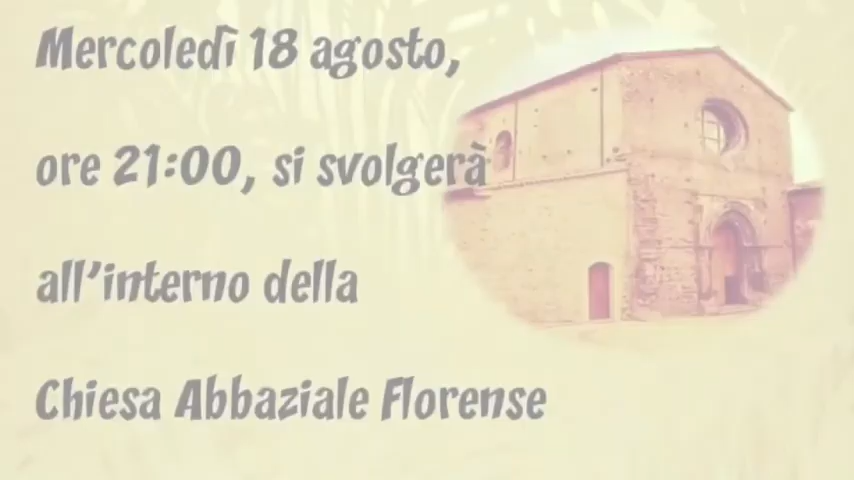 Mercoledì 18 agosto,
ore 21:00, si svolgerà
all'interno della
Chiesa Abbaziale Florense